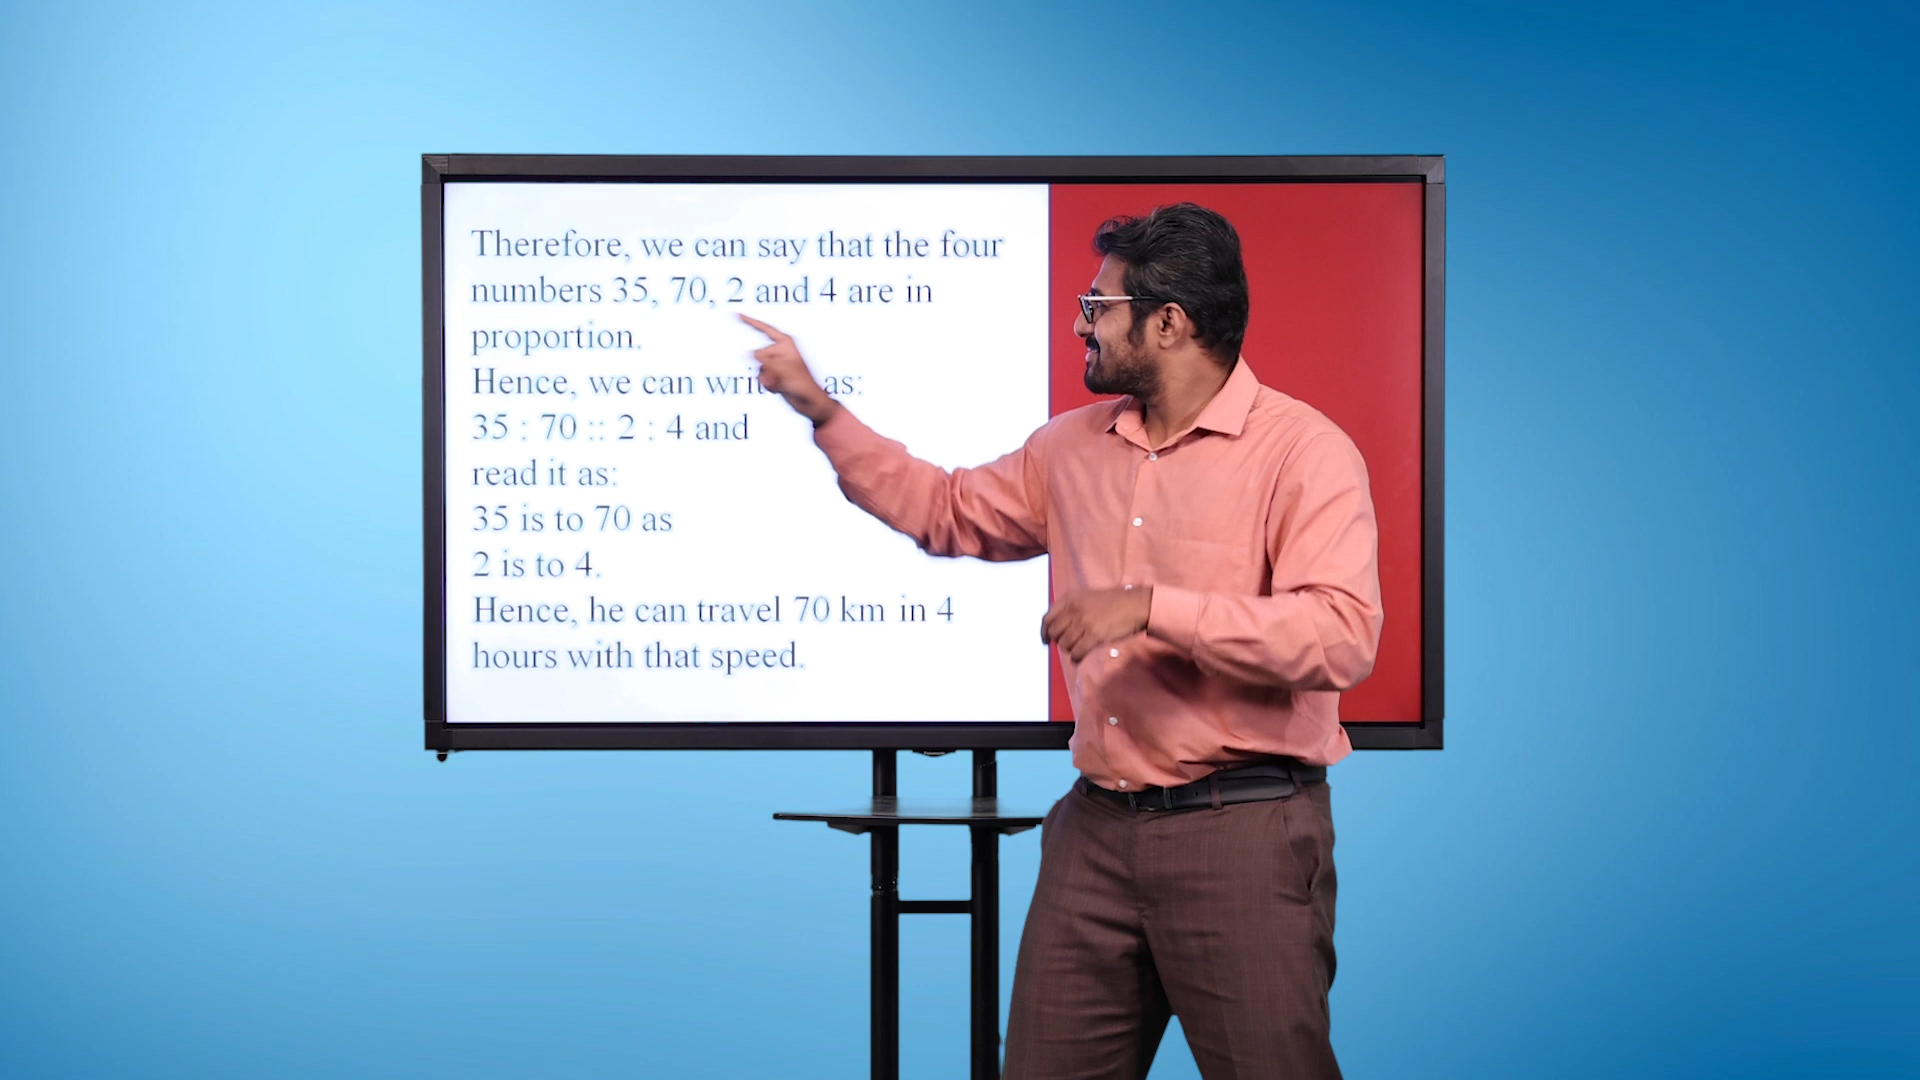 Therefore, we can say that the four
numbers 35, 70, 2 and 4 are in
proportion.
Hence, we can as:
35 : 70 :: 2 : 4 and
read it as:
35 is to 70 as
2 is to 4.
Hence, he can travel 70 km in 4
hours with that speed.